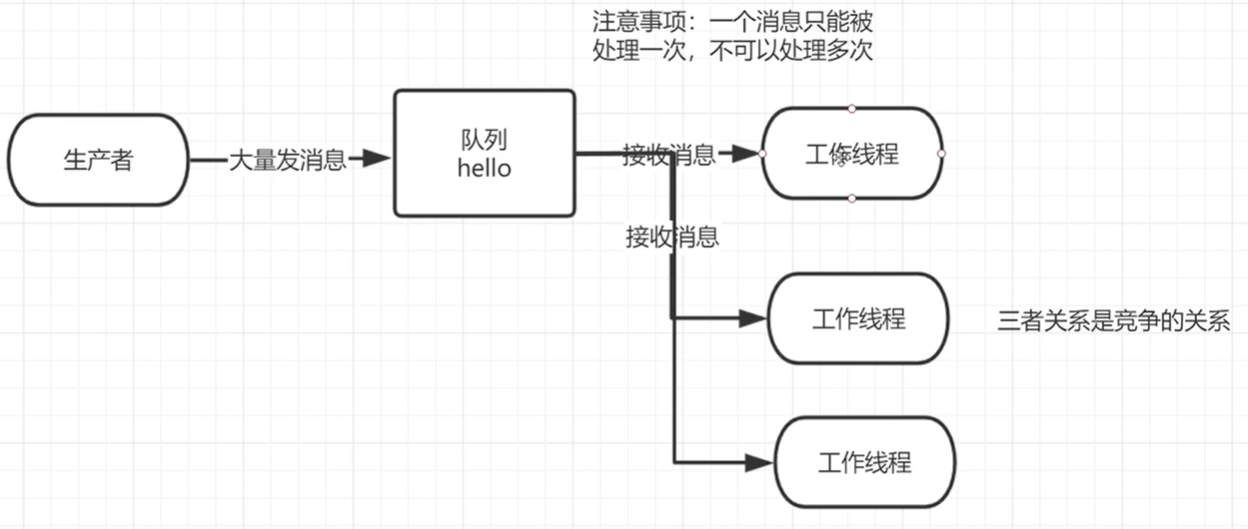 注意事项：一个消息只能被
处理一次，不可以处理多次
生产者
大量发消息
队列
hello
接收消息
工作线程
接收消息
工作线程
三者关系是竞争的关系
工作线程